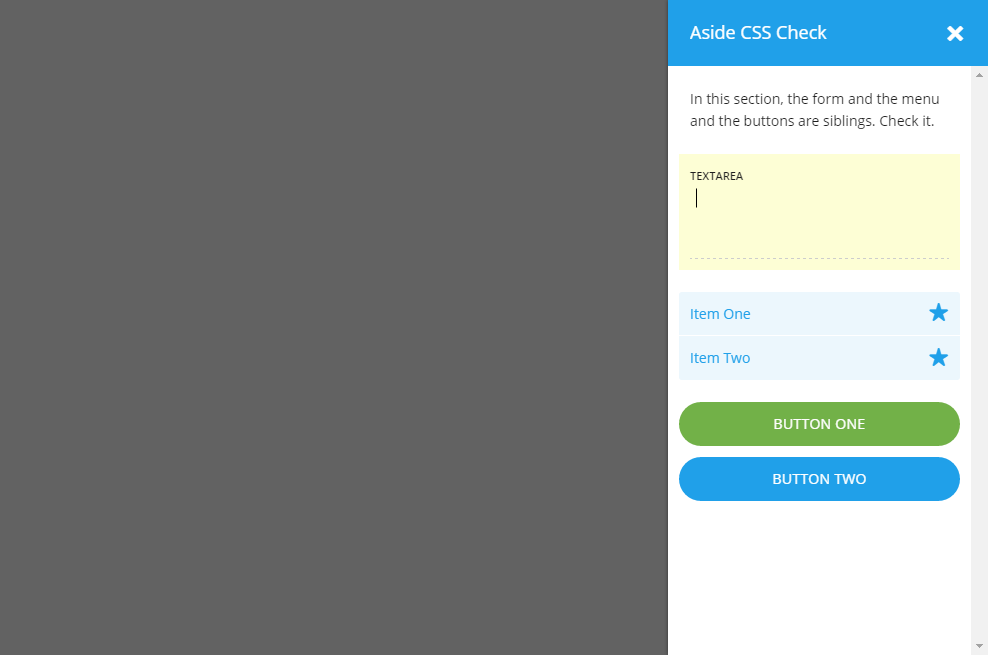 Aside CSS Check
In this section, the form and the menu
and the buttons are siblings. Check it.
TEXTAREA
Item One
Item Two
BUTTON ONE
BUTTON TWO